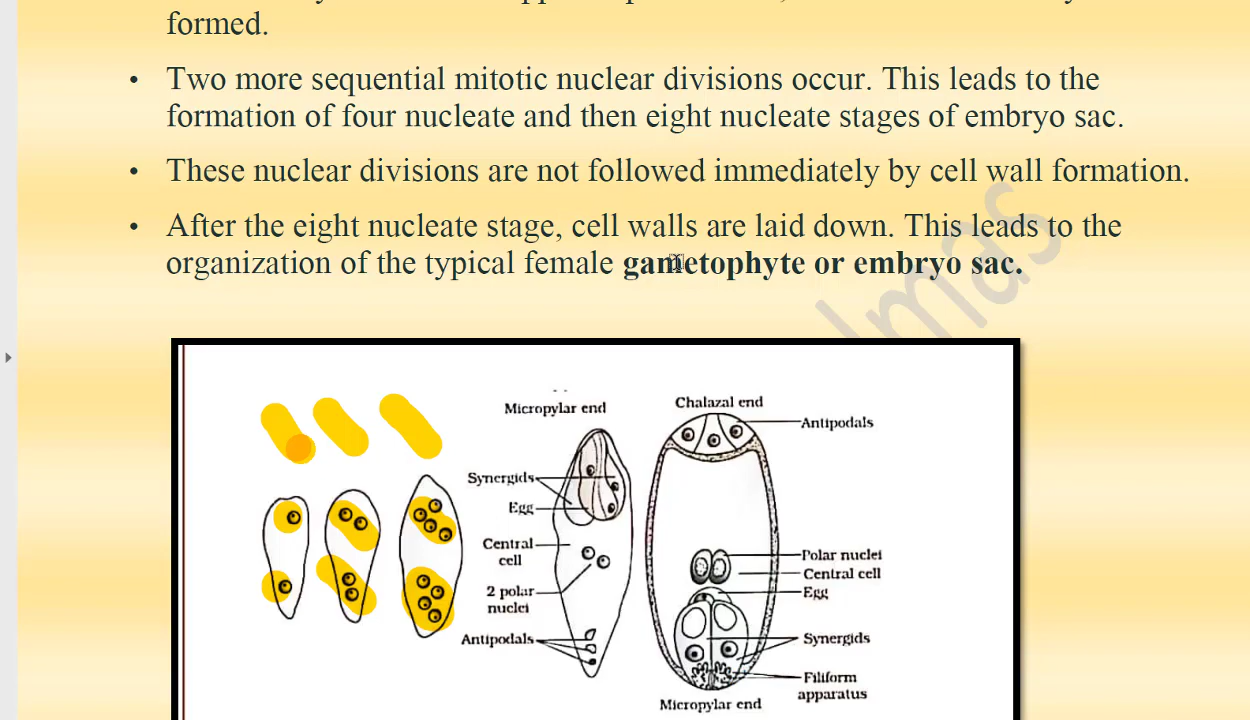 formed.
• Two more sequential mitotic nuclear divisions occur. This leads to the
formation of four nucleate and then eight nucleate stages of embryo sac.
• These nuclear divisions are not followed immediately by cell wall formation.
• After the eight nucleate stage, cell walls are laid down. This leads to the
organization of the typical female gametophyte or embryo sac.
lmas
Micropylar end
Synergids
Egg
Central
cell
2 polar
nuclei
Antipodals
Chalazal end
Antipodals
Polar nuclei
Central cell
Egg
Synergids
Filiform
apparatus
Micropylar end